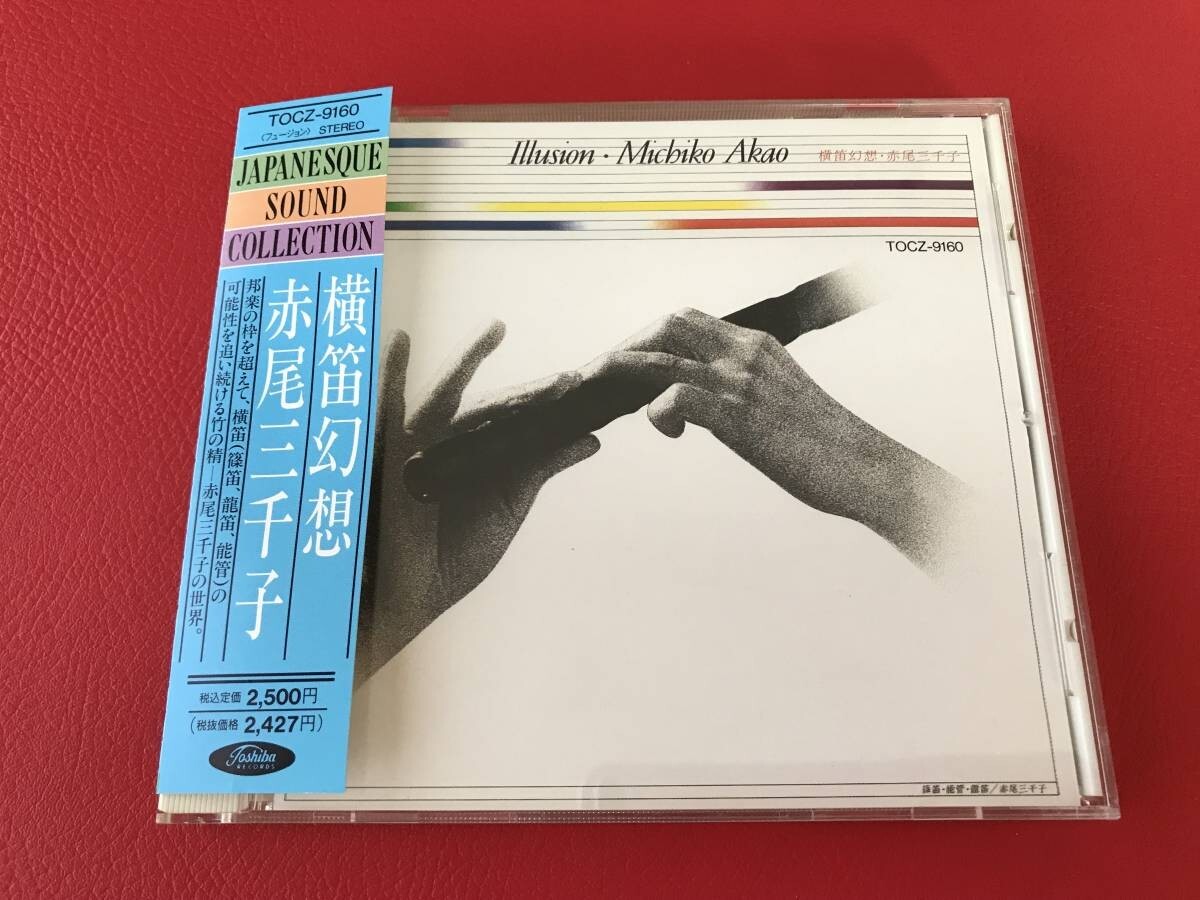 TOCZ-9160
〈フュージョン〉 STEREO
JAPANESQUE
SOUND
COLLECTION
横笛幻想
赤尾三千子
邦楽の枠を超えて、横笛(篠笛、龍笛、能管)の
可能性を追い続ける竹の精—赤尾三千子の世界。
税込定価 2,500円
(税抜価格 2,427円)
Toshiba
RECORDS
Illusion・Michiko Akao 横笛幻想・赤尾三千子
TOCZ-9160
篠笛・能管・龍笛／赤尾三千子